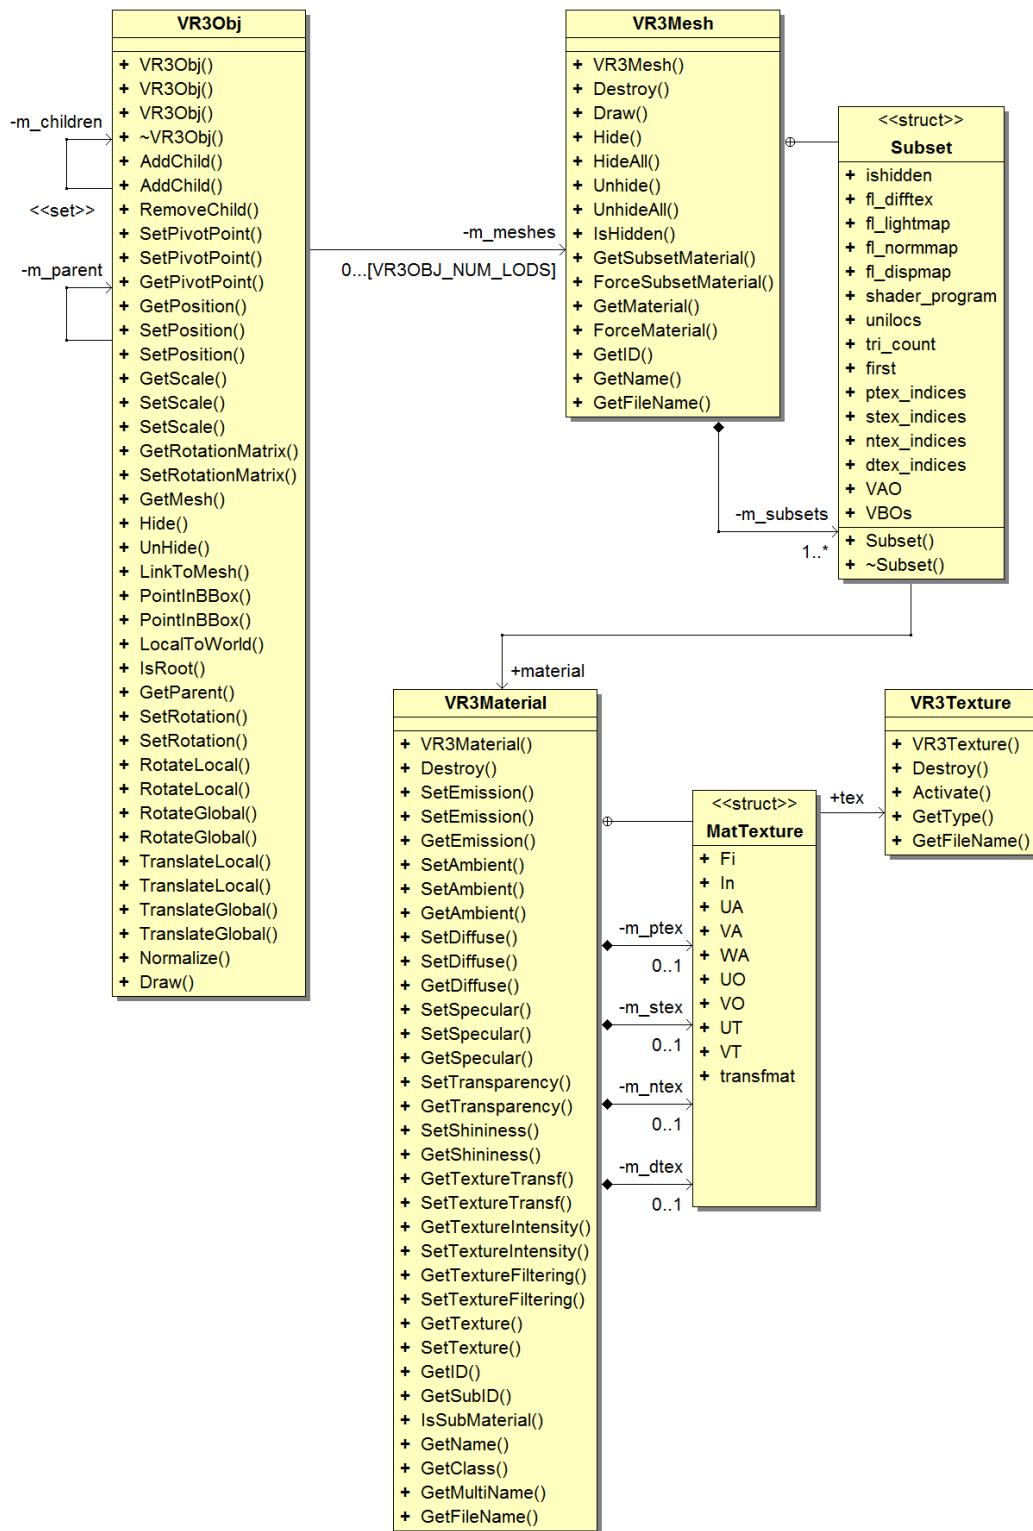 VR3Obj
+ VR3Obj()
+ VR3Obj()
+ VR3Obj()
+ ~VR3Obj()
+ AddChild()
+ AddChild()
+ RemoveChild()
+ SetPivotPoint()
+ SetPivotPoint()
+ GetPivotPoint()
+ GetPosition()
+ SetPosition()
+ SetPosition()
+ GetScale()
+ SetScale()
+ SetScale()
+ GetRotationMatrix()
+ SetRotationMatrix()
+ GetMesh()
+ Hide()
+ UnHide()
+ LinkToMesh()
+ PointInBBox()
+ PointInBBox()
+ LocalToWorld()
+ IsRoot()
+ GetParent()
+ SetRotation()
+ SetRotation()
+ RotateLocal()
+ RotateLocal()
+ RotateGlobal()
+ RotateGlobal()
+ TranslateLocal()
+ TranslateLocal()
+ TranslateGlobal()
+ TranslateGlobal()
+ Normalize()
+ Draw()
-m_children
<<set>>
-m_parent
-m_meshes
0...[VR3OBJ_NUM_LODS]
VR3Mesh
+ VR3Mesh()
+ Destroy()
+ Draw()
+ Hide()
+ HideAll()
+ Unhide()
+ UnhideAll()
+ IsHidden()
+ GetSubsetMaterial()
+ ForceSubsetMaterial()
+ GetMaterial()
+ ForceMaterial()
+ GetID()
+ GetName()
+ GetFileName()
-m_subsets
1..*
<<struct>>
Subset
+ ishidden
+ fl_difftex
+ fl_lightmap
+ fl_normmap
+ fl_dispmap
+ shader_program
+ unilocs
+ tri_count
+ first
+ ptex_indices
+ stex_indices
+ ntex_indices
+ dtex_indices
+ VAO
+ VBOs
+ Subset()
+ ~Subset()
+material
VR3Material
+ VR3Material()
+ Destroy()
+ SetEmission()
+ SetEmission()
+ GetEmission()
+ SetAmbient()
+ SetAmbient()
+ GetAmbient()
+ SetDiffuse()
+ SetDiffuse()
+ GetDiffuse()
+ SetSpecular()
+ SetSpecular()
+ GetSpecular()
+ SetTransparency()
+ GetTransparency()
+ SetShininess()
+ GetShininess()
+ GetTextureTransf()
+ SetTextureTransf()
+ GetTextureIntensity()
+ SetTextureIntensity()
+ GetTextureFiltering()
+ SetTextureFiltering()
+ GetTexture()
+ SetTexture()
+ GetID()
+ GetSubID()
+ IsSubMaterial()
+ GetName()
+ GetClass()
+ GetMultiName()
+ GetFileName()
-m_ptex
0..1
-m_stex
0..1
-m_ntex
0..1
-m_dtex
0..1
<<struct>>
MatTexture
+ Fi
+ In
+ UA
+ VA
+ WA
+ UO
+ VO
+ UT
+ VT
+ transfmat
+tex
VR3Texture
+ VR3Texture()
+ Destroy()
+ Activate()
+ GetType()
+ GetFileName()